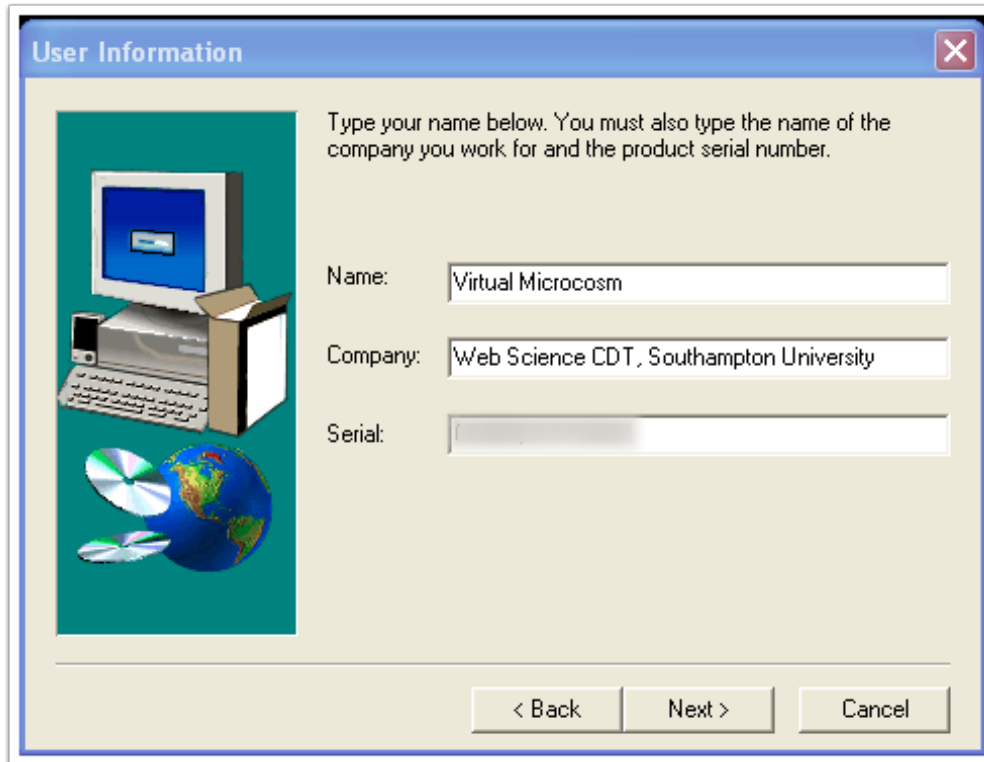 User Information
Type your name below. You must also type the name of the
company you work for and the product serial number.
Name:
Virtual Microcosm
Company:
Web Science CDT, Southampton University
Serial:
< Back
Next >
Cancel